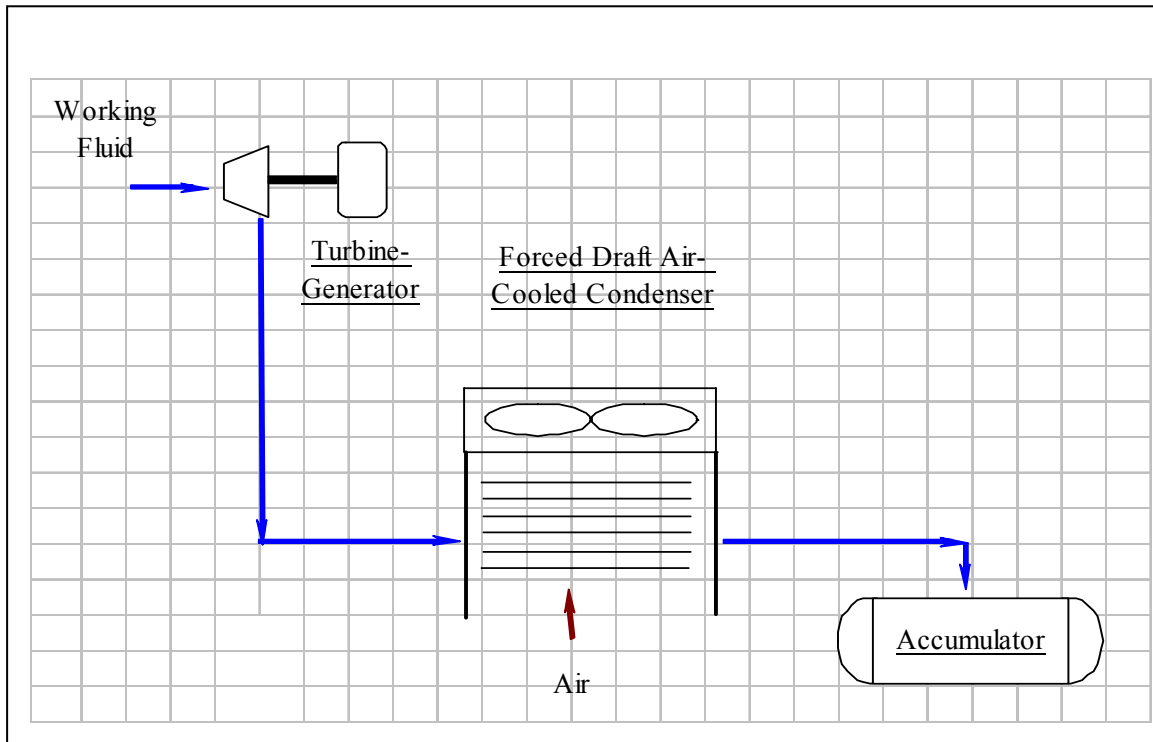 Working
Fluid
Turbine-
Generator
Forced Draft Air-
Cooled Condenser
Accumulator
Air